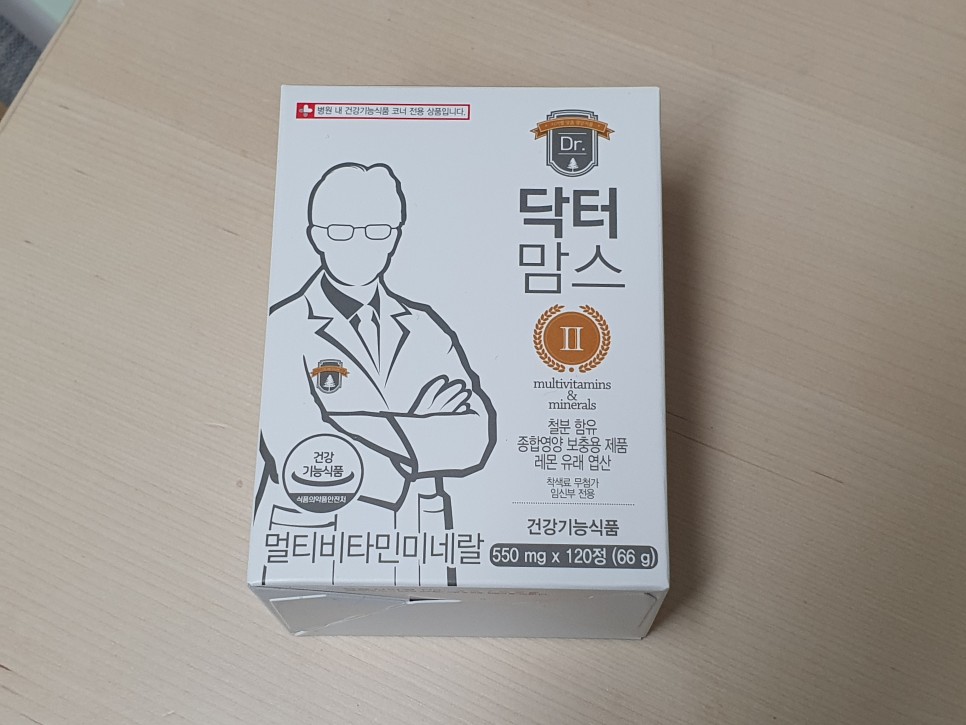 병원 내 건강기능식품 코너 전용 상품입니다.
Dr.
닥터
맘스
II
multivitamins
&
minerals
철분 함유
종합영양 보충용 제품
레몬 유래 엽산
착색료 무첨가
임신부 전용
건강
기능식품
식품의약품안전처
건강기능식품
멀티비타민미네랄
550 mg x 120정 (66 g)